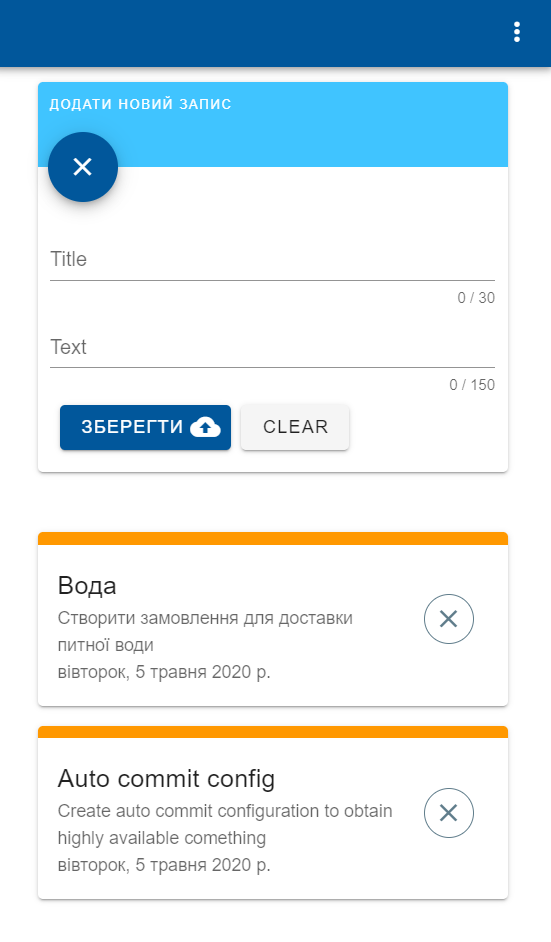 ДОДАТИ НОВИЙ ЗАПИС
Title
0 / 30
Text
0 / 150
ЗБЕРЕГТИ CLEAR
Вода
Створити замовлення для доставки
питної води
вівторок, 5 травня 2020 р.
Auto commit config
Create auto commit configuration to obtain
highly available comething
вівторок, 5 травня 2020 р.